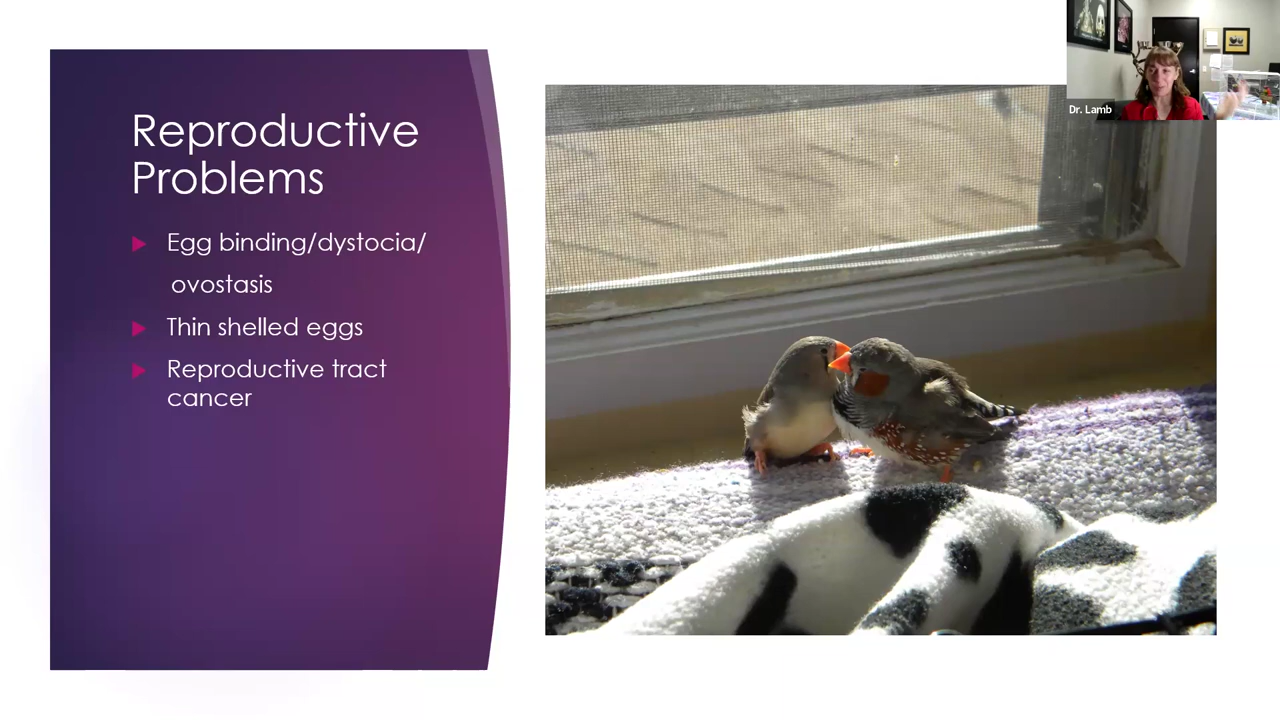 Reproductive
Problems
Egg binding/dystocia/
ovostasis
Thin shelled eggs
Reproductive tract
cancer
Dr. Lamb